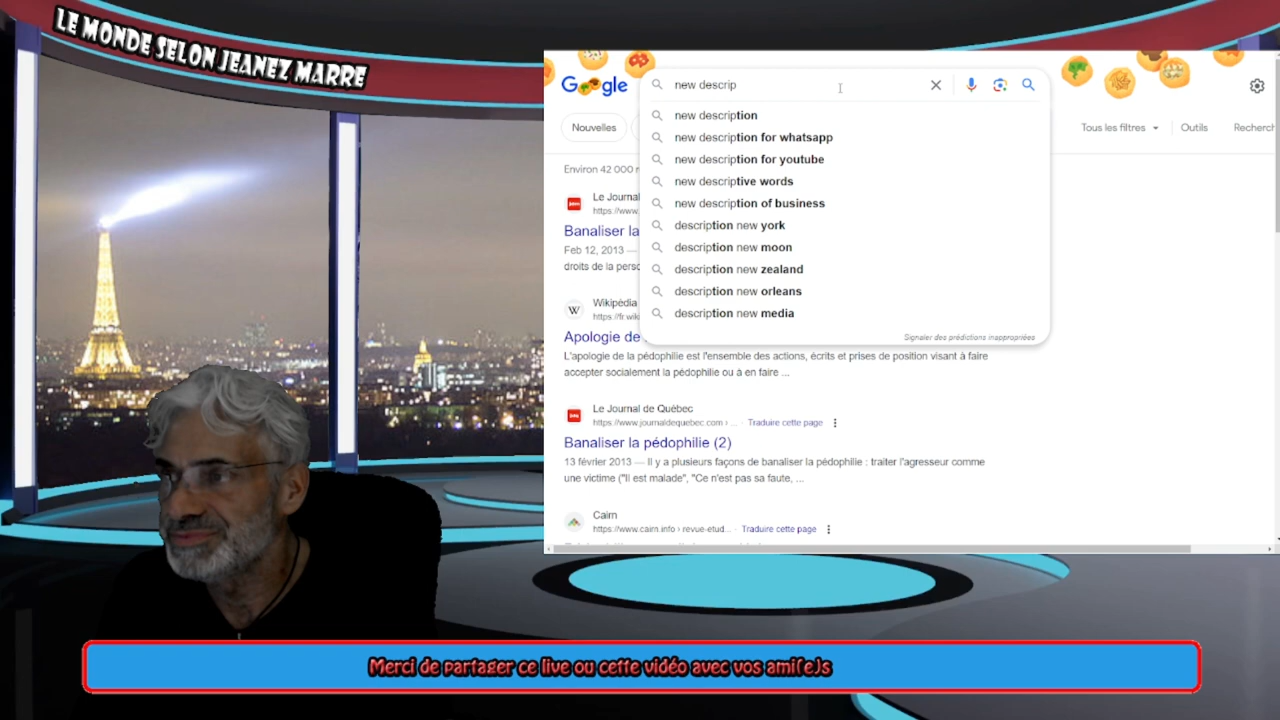 LE MONDE SELON JEANEZ MARRE
Google
new descrip
new description
new description for whatsapp
new description for youtube
new descriptive words
new description of business
description new york
description new moon
description new zealand
description new orleans
description new media
Signaler des prédictions inappropriées
Nouvelles
Tous les filtres
Outils
Recherch
Environ 42 000 r
Le Journal
https://www.
Banaliser la
Feb 12, 2013 —
droits de la perso
Wikipédia
https://fr.wiki
Apologie de
L'apologie de la pédophilie est l'ensemble des actions, écrits et prises de position visant à faire
accepter socialement la pédophilie ou à en faire ...
Le Journal de Québec
https://www.journaldequebec.com › ... · Traduire cette page
Banaliser la pédophilie (2)
13 février 2013 — Il y a plusieurs façons de banaliser la pédophilie : traiter l'agresseur comme
une victime ("Il est malade", "Ce n'est pas sa faute, ...
Cairn
https://www.cairn.info › revue-etud... · Traduire cette page
Merci de partager ce live ou cette vidéo avec vos ami(e)s